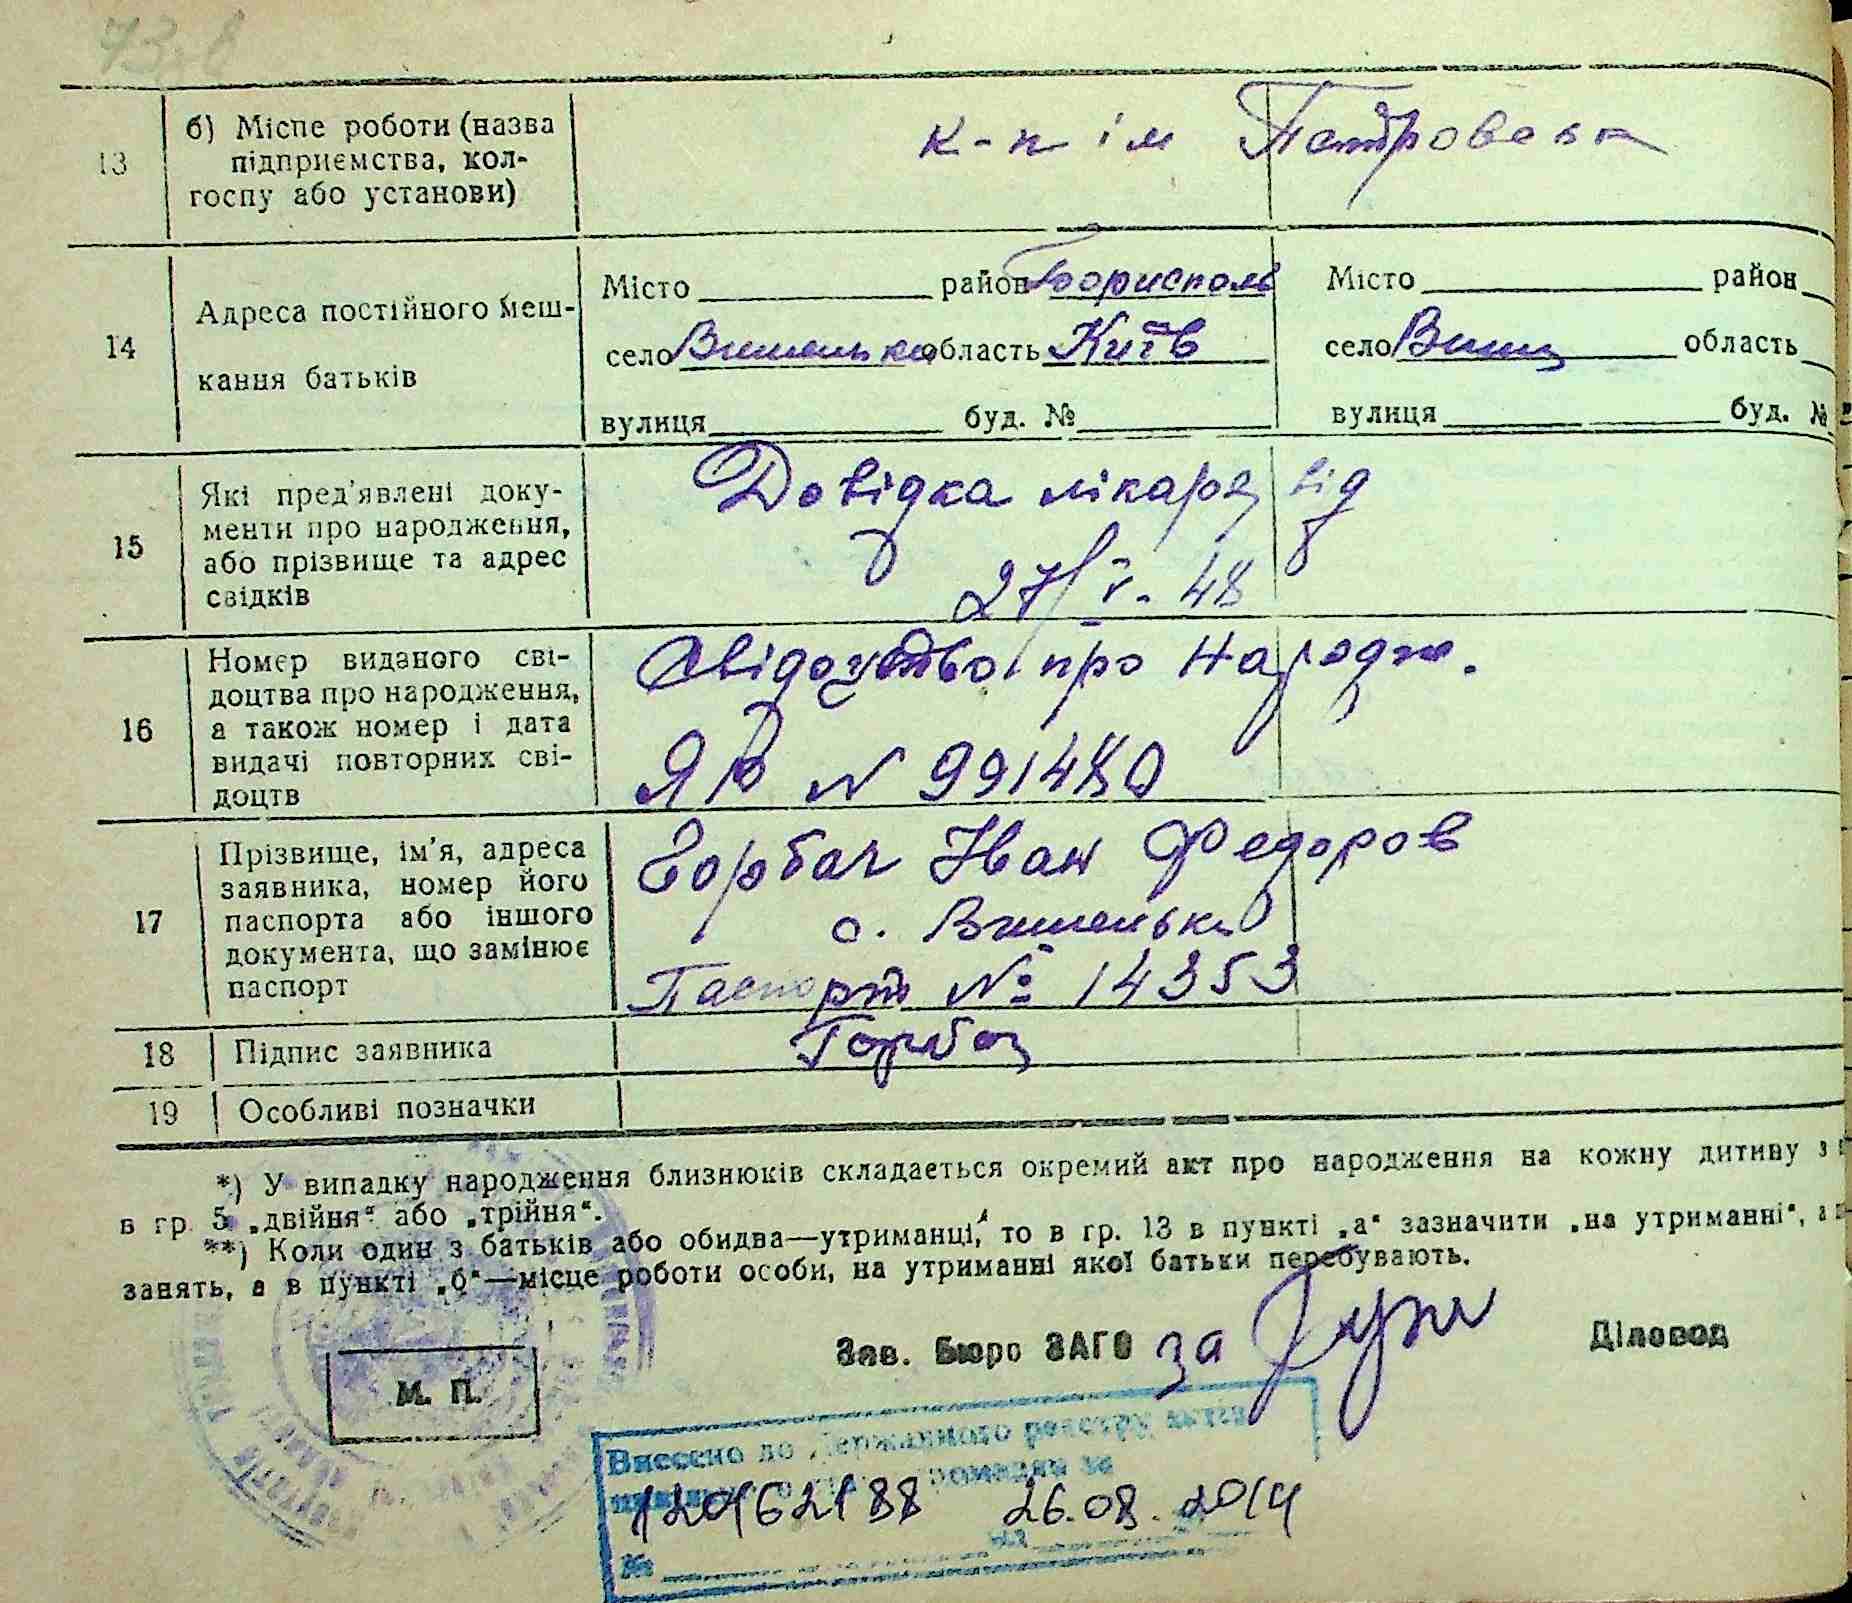 13
б) Місце роботи (назва
підприємства, кол-
госпу або установи)
к-п ім Петровськ
14
Адреса постійного меш-
кання батьків
Місто район Борисполь
село Вишеньки область Київ
вулиця буд. №
Місто район
село Вишен область
вулиця буд. №
15
Які пред'явлені доку-
менти про народження,
або прізвище та адрес
свідків
Довідка лікаря від
27/V. 48
16
Номер виданого сві-
доцтва про народження,
а також номер і дата
видачі повторних сві-
доцтв
Свідоцтво про народж.
ЯЮ N 991480
17
Прізвище, ім'я, адреса
заявника, номер його
паспорта або іншого
документа, що замінює
паспорт
Горбач Іван Федоров
с. Вишеньки
Паспорт № 14353
18
Підпис заявника
Горбач
19
Особливі позначки
*) У випадку народження близнюків складається окремий акт про народження на кожну дитину з
в гр. 5 „двійня“ або „трійня“.
**) Коли один з батьків або обидва—утриманці, то в гр. 13 в пункті „а“ зазначити „на утриманні“,
занять, а в пункті „б“—місце роботи особи, на утриманні якої батьки перебувають.
Зав. Бюро ЗАГС за
Діловод
М. П.
Внесено до Державного реєстру актів
громадян за
120162188 26.08.2014
№